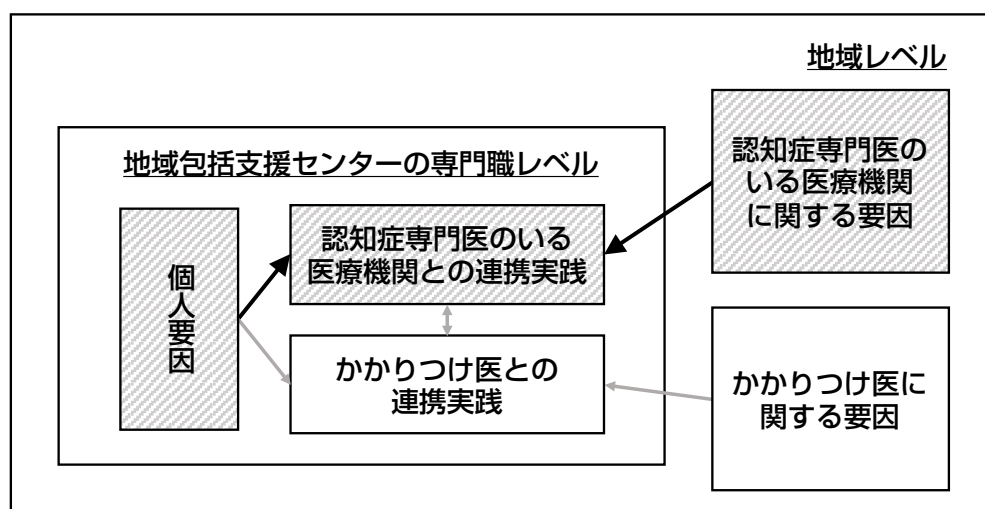 地域レベル
地域包括支援センターの専門職レベル
個人要因
認知症専門医のいる
医療機関との連携実践
かかりつけ医との
連携実践
認知症専門医の
いる医療機関
に関する要因
かかりつけ医に
関する要因